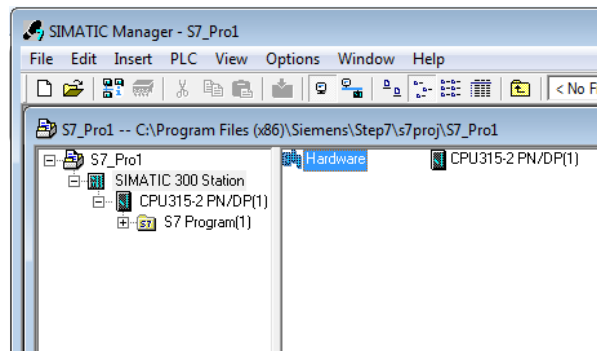 SIMATIC Manager - S7_Pro1
File Edit Insert PLC View Options Window Help
< No F
S7_Pro1 -- C:\Program Files (x86)\Siemens\Step7\s7proj\S7_Pro1
S7_Pro1
SIMATIC 300 Station
CPU315-2 PN/DP(1)
S7 Program(1)
Hardware
CPU315-2 PN/DP(1)